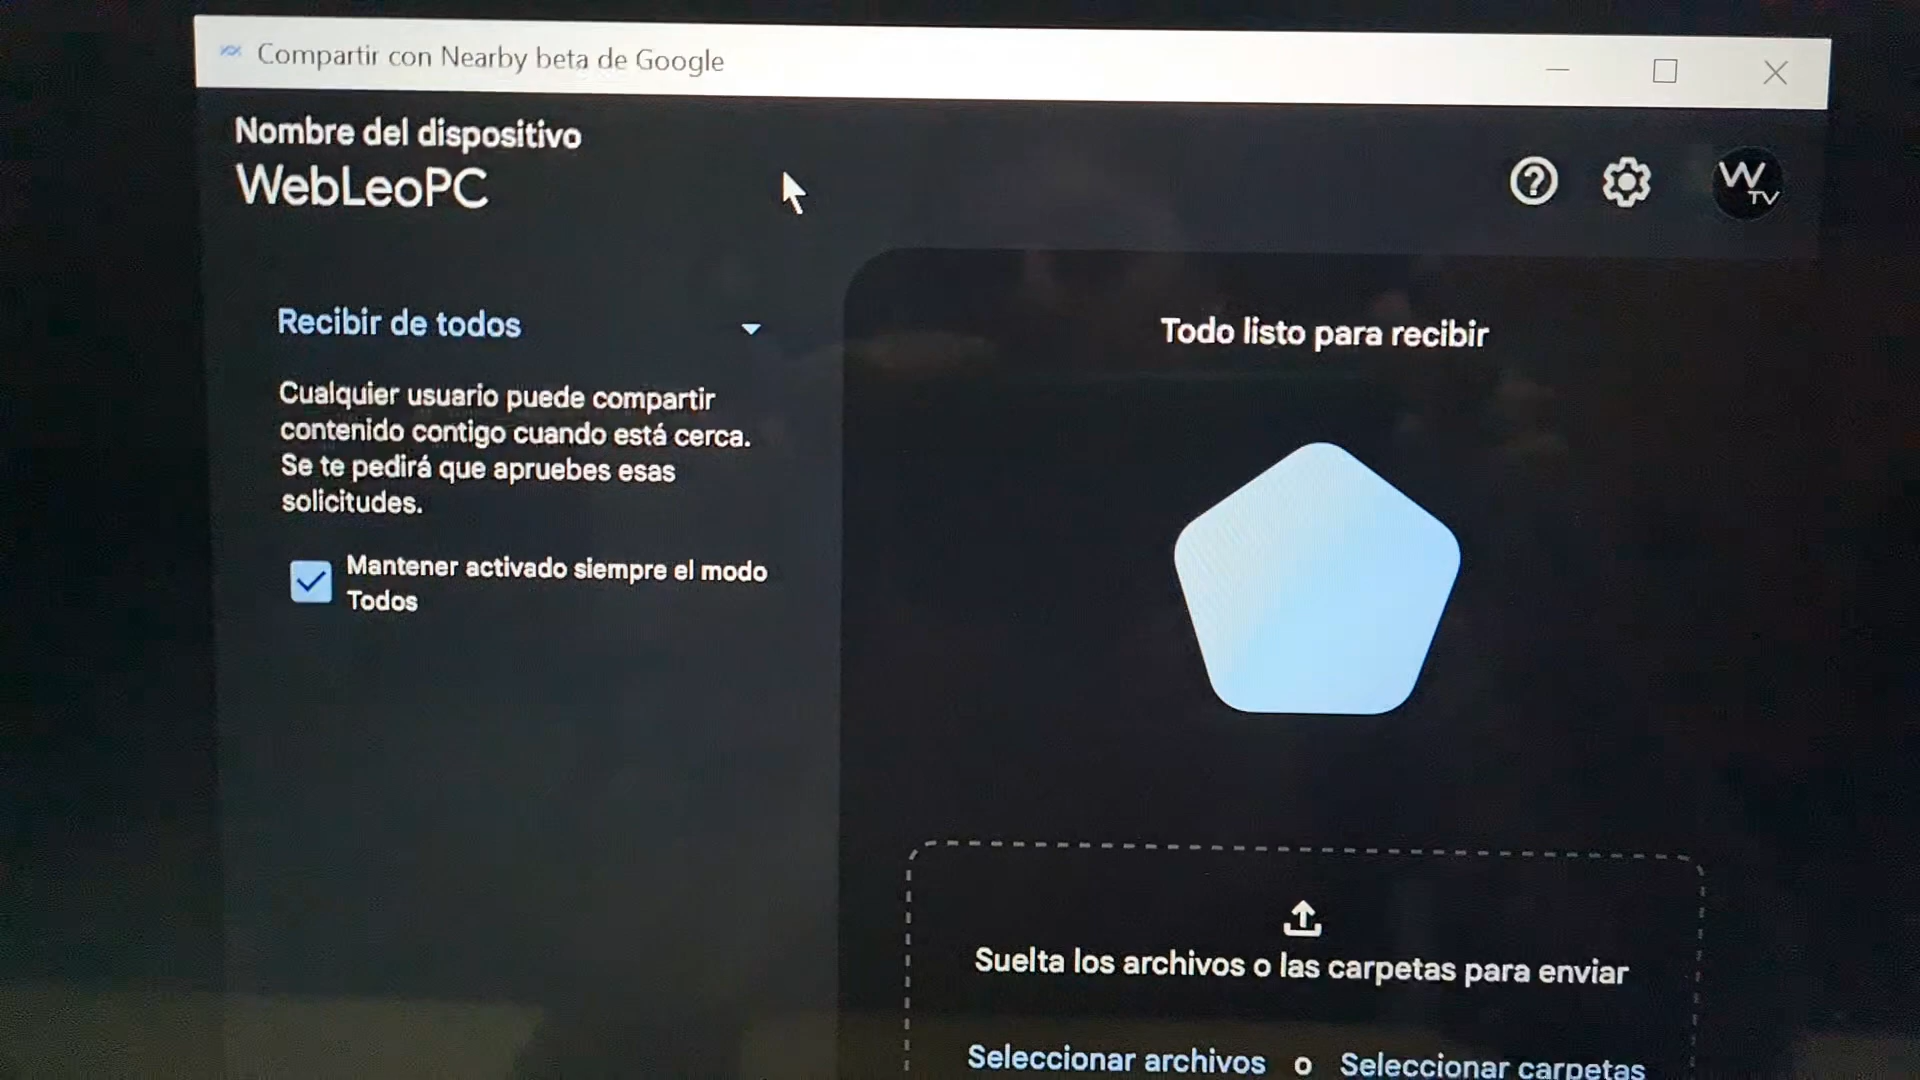 Compartir con Nearby beta de Google
Nombre del dispositivo
WebLeoPC
W
TV
Recibir de todos
Cualquier usuario puede compartir
contenido contigo cuando está cerca.
Se te pedirá que apruebes esas
solicitudes.
Mantener activado siempre el modo
Todos
Todo listo para recibir
Suelta los archivos o las carpetas para enviar
Seleccionar archivos o Seleccionar carpetas